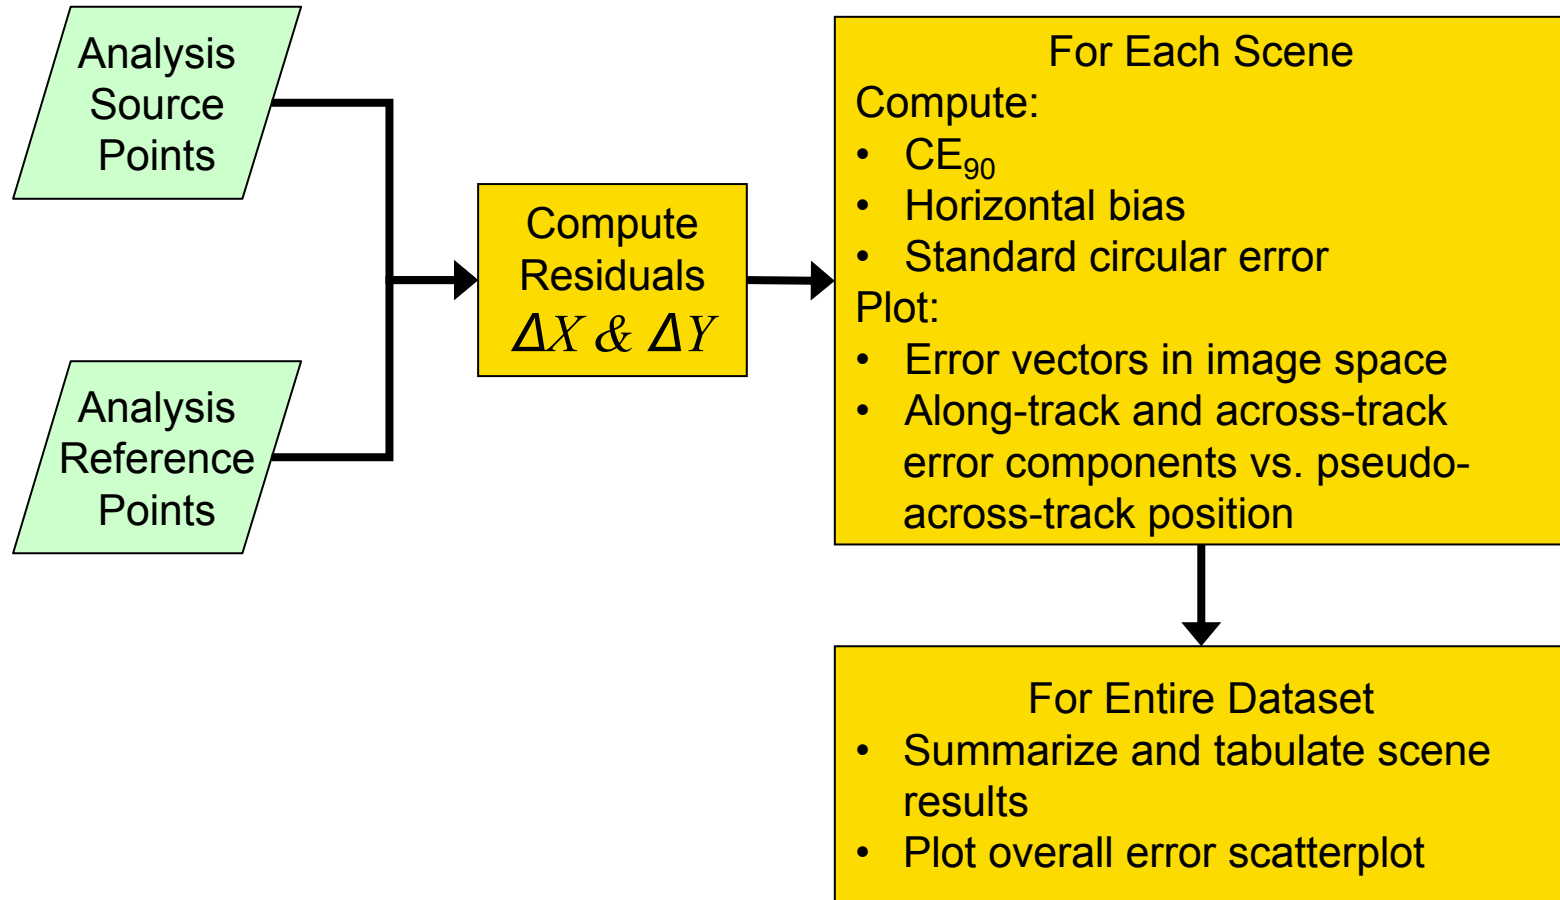 Analysis
Source
Points
Analysis
Reference
Points
Compute
Residuals
ΔX & ΔY
For Each Scene
Compute:
• CE90
• Horizontal bias
• Standard circular error
Plot:
• Error vectors in image space
• Along-track and across-track
error components vs. pseudo-
across-track position
For Entire Dataset
• Summarize and tabulate scene
results
• Plot overall error scatterplot